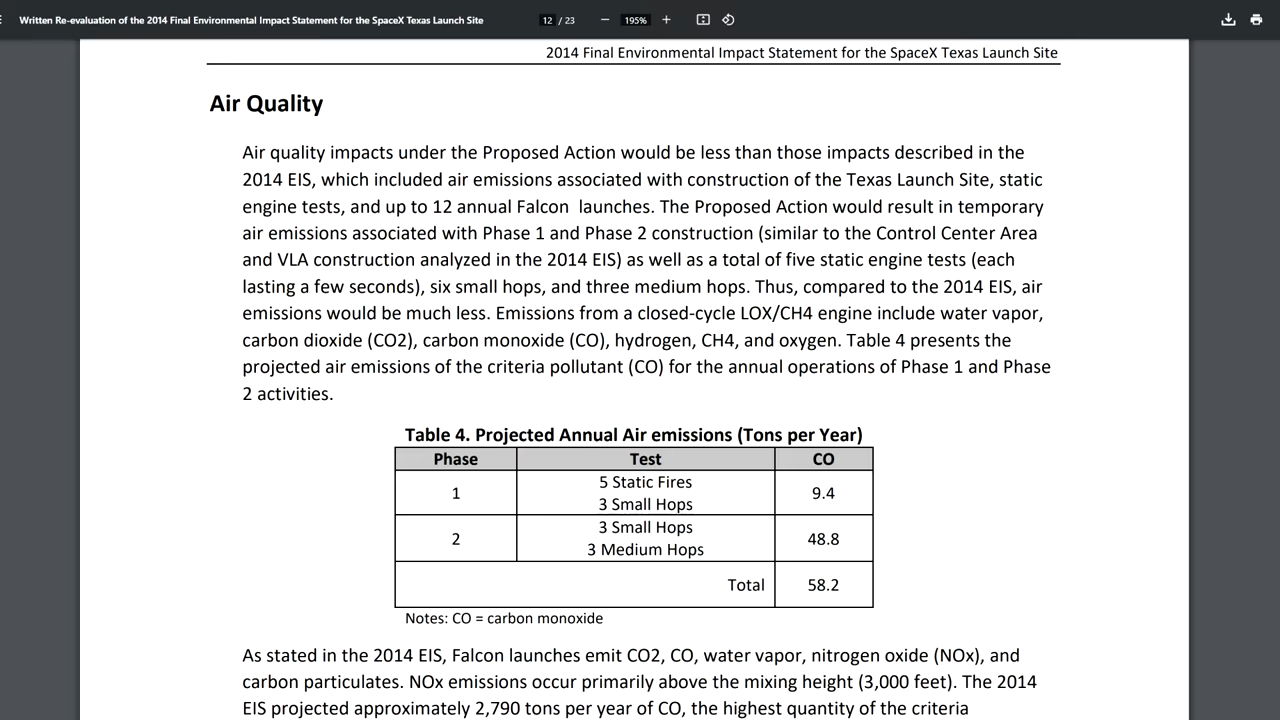 Written Re-evaluation of the 2014 Final Environmental Impact Statement for the SpaceX Texas Launch Site
12 / 23
195%
2014 Final Environmental Impact Statement for the SpaceX Texas Launch Site
Air Quality
Air quality impacts under the Proposed Action would be less than those impacts described in the
2014 EIS, which included air emissions associated with construction of the Texas Launch Site, static
engine tests, and up to 12 annual Falcon launches. The Proposed Action would result in temporary
air emissions associated with Phase 1 and Phase 2 construction (similar to the Control Center Area
and VLA construction analyzed in the 2014 EIS) as well as a total of five static engine tests (each
lasting a few seconds), six small hops, and three medium hops. Thus, compared to the 2014 EIS, air
emissions would be much less. Emissions from a closed-cycle LOX/CH4 engine include water vapor,
carbon dioxide (CO2), carbon monoxide (CO), hydrogen, CH4, and oxygen. Table 4 presents the
projected air emissions of the criteria pollutant (CO) for the annual operations of Phase 1 and Phase
2 activities.
Table 4. Projected Annual Air emissions (Tons per Year)
Phase Test CO
1 5 Static Fires 9.4
3 Small Hops
2 3 Small Hops 48.8
3 Medium Hops
Total 58.2
Notes: CO = carbon monoxide
As stated in the 2014 EIS, Falcon launches emit CO2, CO, water vapor, nitrogen oxide (NOx), and
carbon particulates. NOx emissions occur primarily above the mixing height (3,000 feet). The 2014
EIS projected approximately 2,790 tons per year of CO, the highest quantity of the criteria